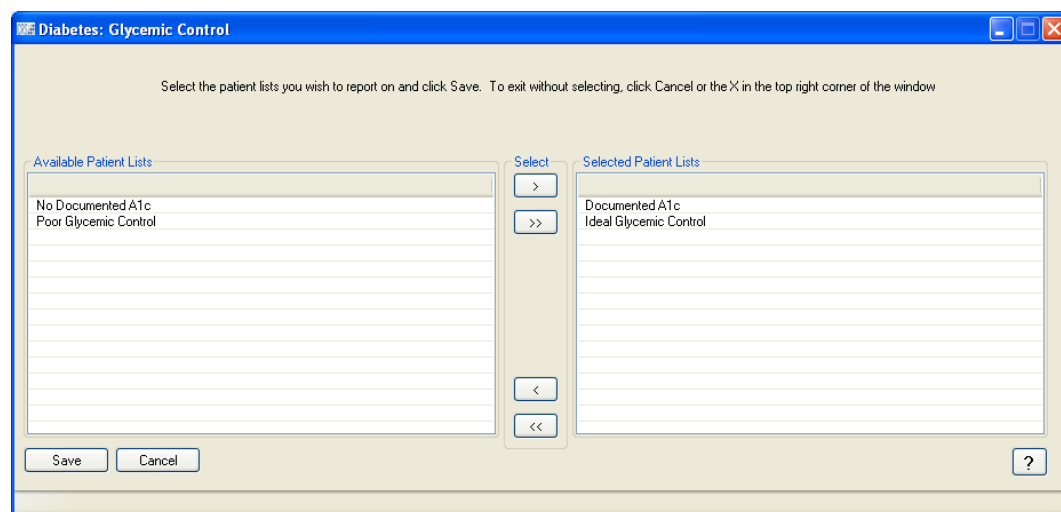 Diabetes: Glycemic Control
Select the patient lists you wish to report on and click Save. To exit without selecting, click Cancel or the X in the top right corner of the window
Available Patient Lists
Select
Selected Patient Lists
>
No Documented A1c
Documented A1c
Poor Glycemic Control
>>
Ideal Glycemic Control
<
<<
Save
Cancel
?